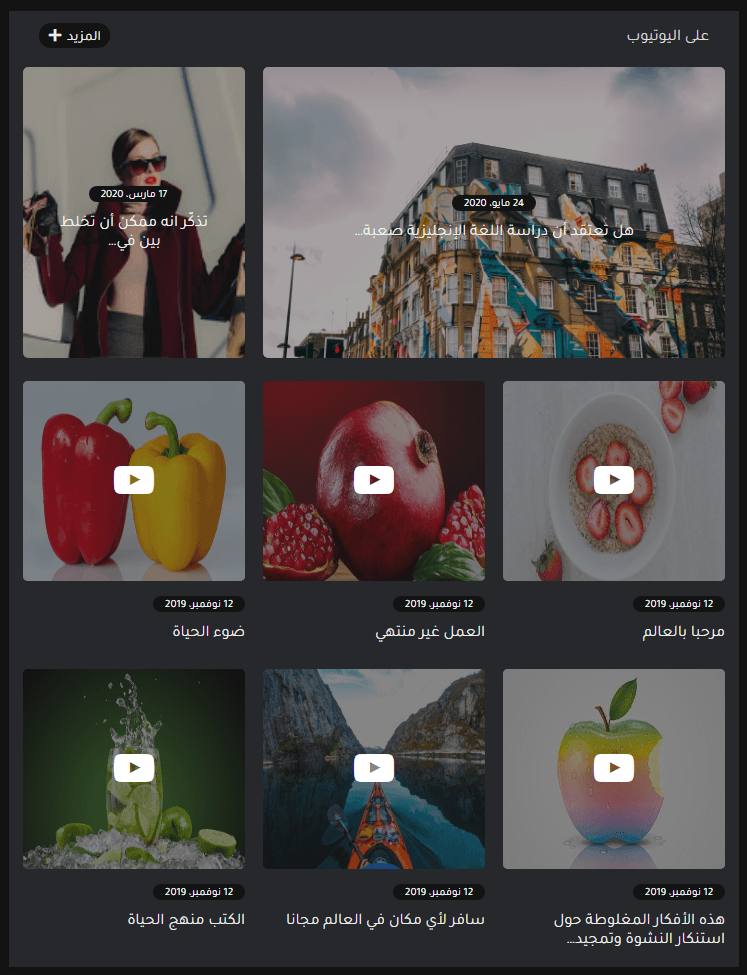 على اليوتيوب
المزيد
24 مايو، 2020
هل تعتقد أن دراسة اللغة الإنجليزية صعبة...
17 مارس، 2020
تذكّر انه ممكن أن تخلط
بين في...
12 نوفمبر، 2019
مرحبا بالعالم
12 نوفمبر، 2019
العمل غير منتهي
12 نوفمبر، 2019
ضوء الحياة
12 نوفمبر، 2019
هذه الأفكار المغلوطة حول
استنكار النشوة وتمجيد...
12 نوفمبر، 2019
سافر لأي مكان في العالم مجانا
12 نوفمبر، 2019
الكتب منهج الحياة